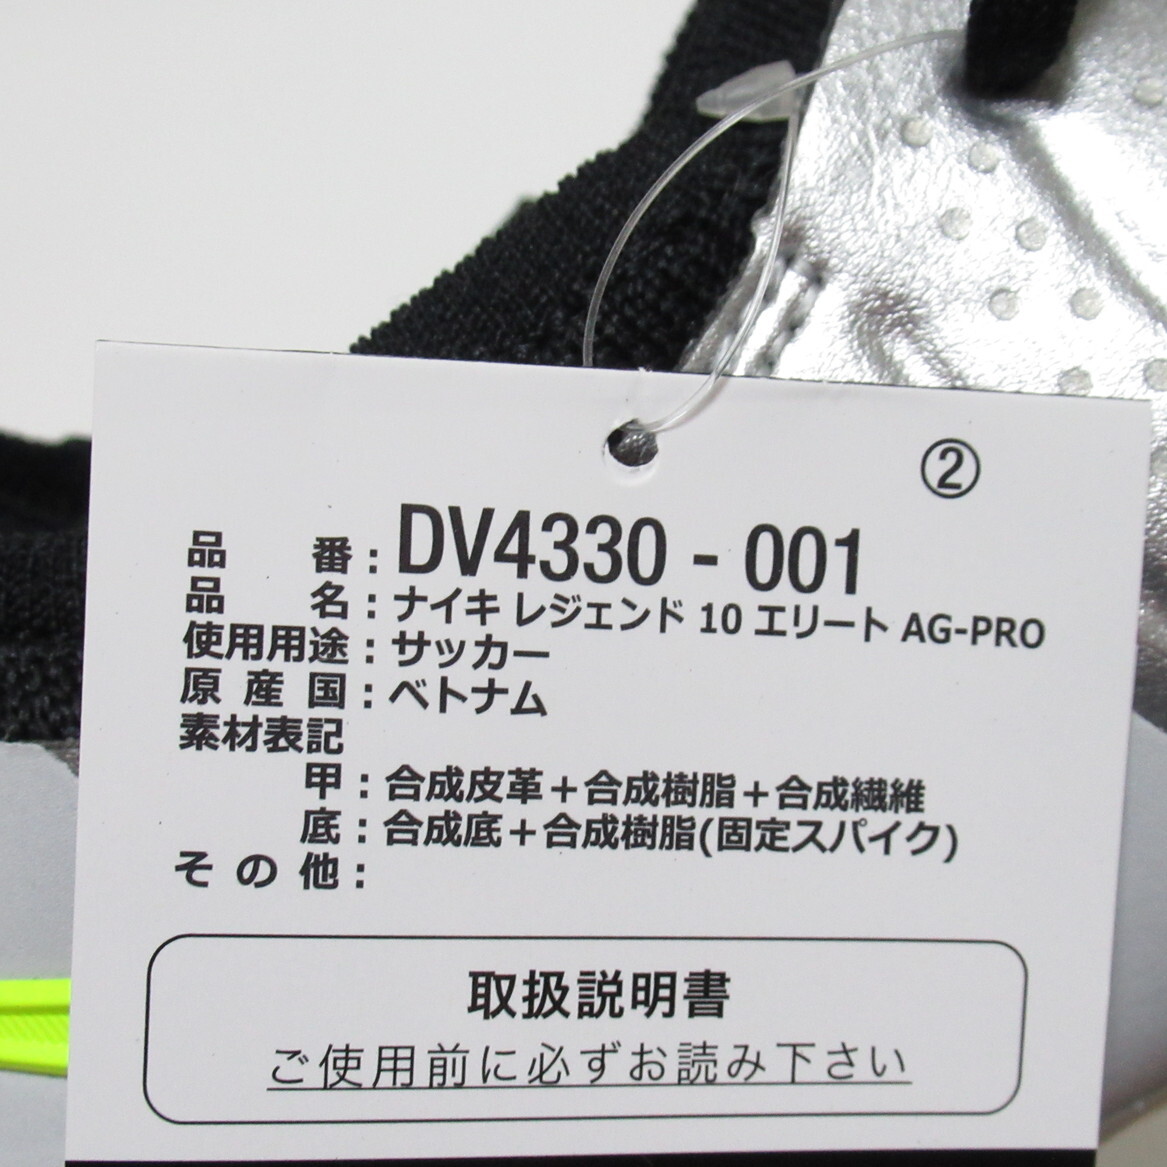 ②
品番：DV4330 - 001
品名：ナイキ レジェンド 10 エリート AG-PRO
使用用途：サッカー
原産国：ベトナム
素材表記
甲：合成皮革＋合成樹脂＋合成繊維
底：合成底＋合成樹脂(固定スパイク)
その他：
取扱説明書
ご使用前に必ずお読み下さい